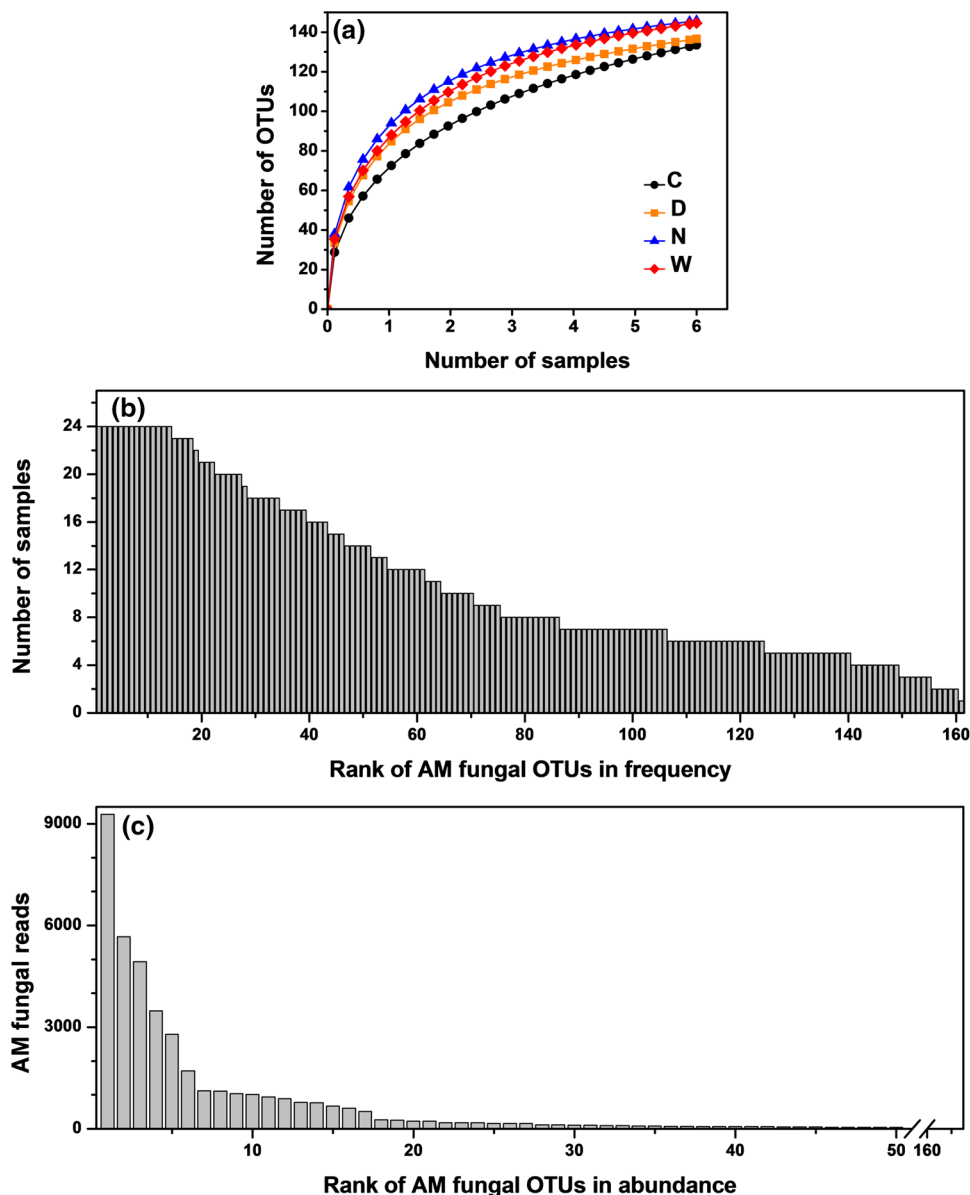 (a)
140
120
100
80
60
40
20
0
Number of OTUs
C
D
N
W
0 1 2 3 4 5 6
Number of samples
(b)
24
20
16
12
8
4
0
Number of samples
20 40 60 80 100 120 140 160
Rank of AM fungal OTUs in frequency
(c)
9000
6000
3000
0
AM fungal reads
10 20 30 40 50 160
Rank of AM fungal OTUs in abundance